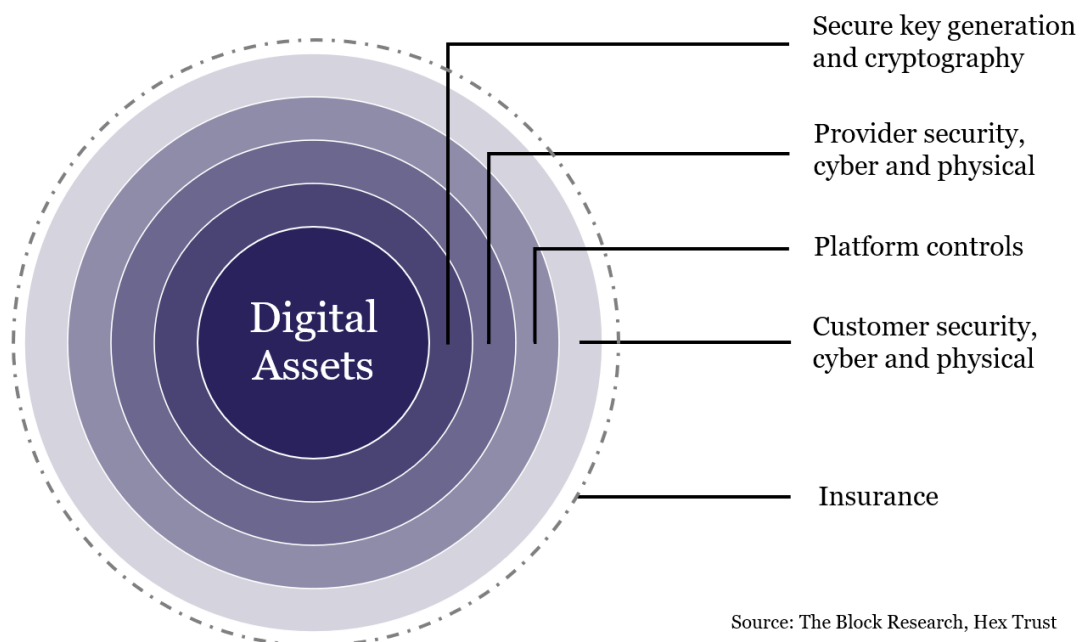 Secure key generation
and cryptography
Provider security,
cyber and physical
Platform controls
Digital
Assets
Customer security,
cyber and physical
Insurance
Source: The Block Research, Hex Trust